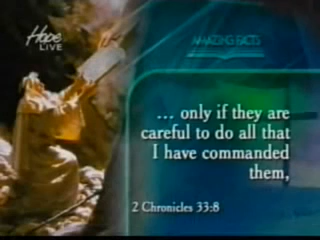 Hope
LIVE
AMAZING FACTS
... only if they are
careful to do all that
I have commanded
them,
2 Chronicles 33:8